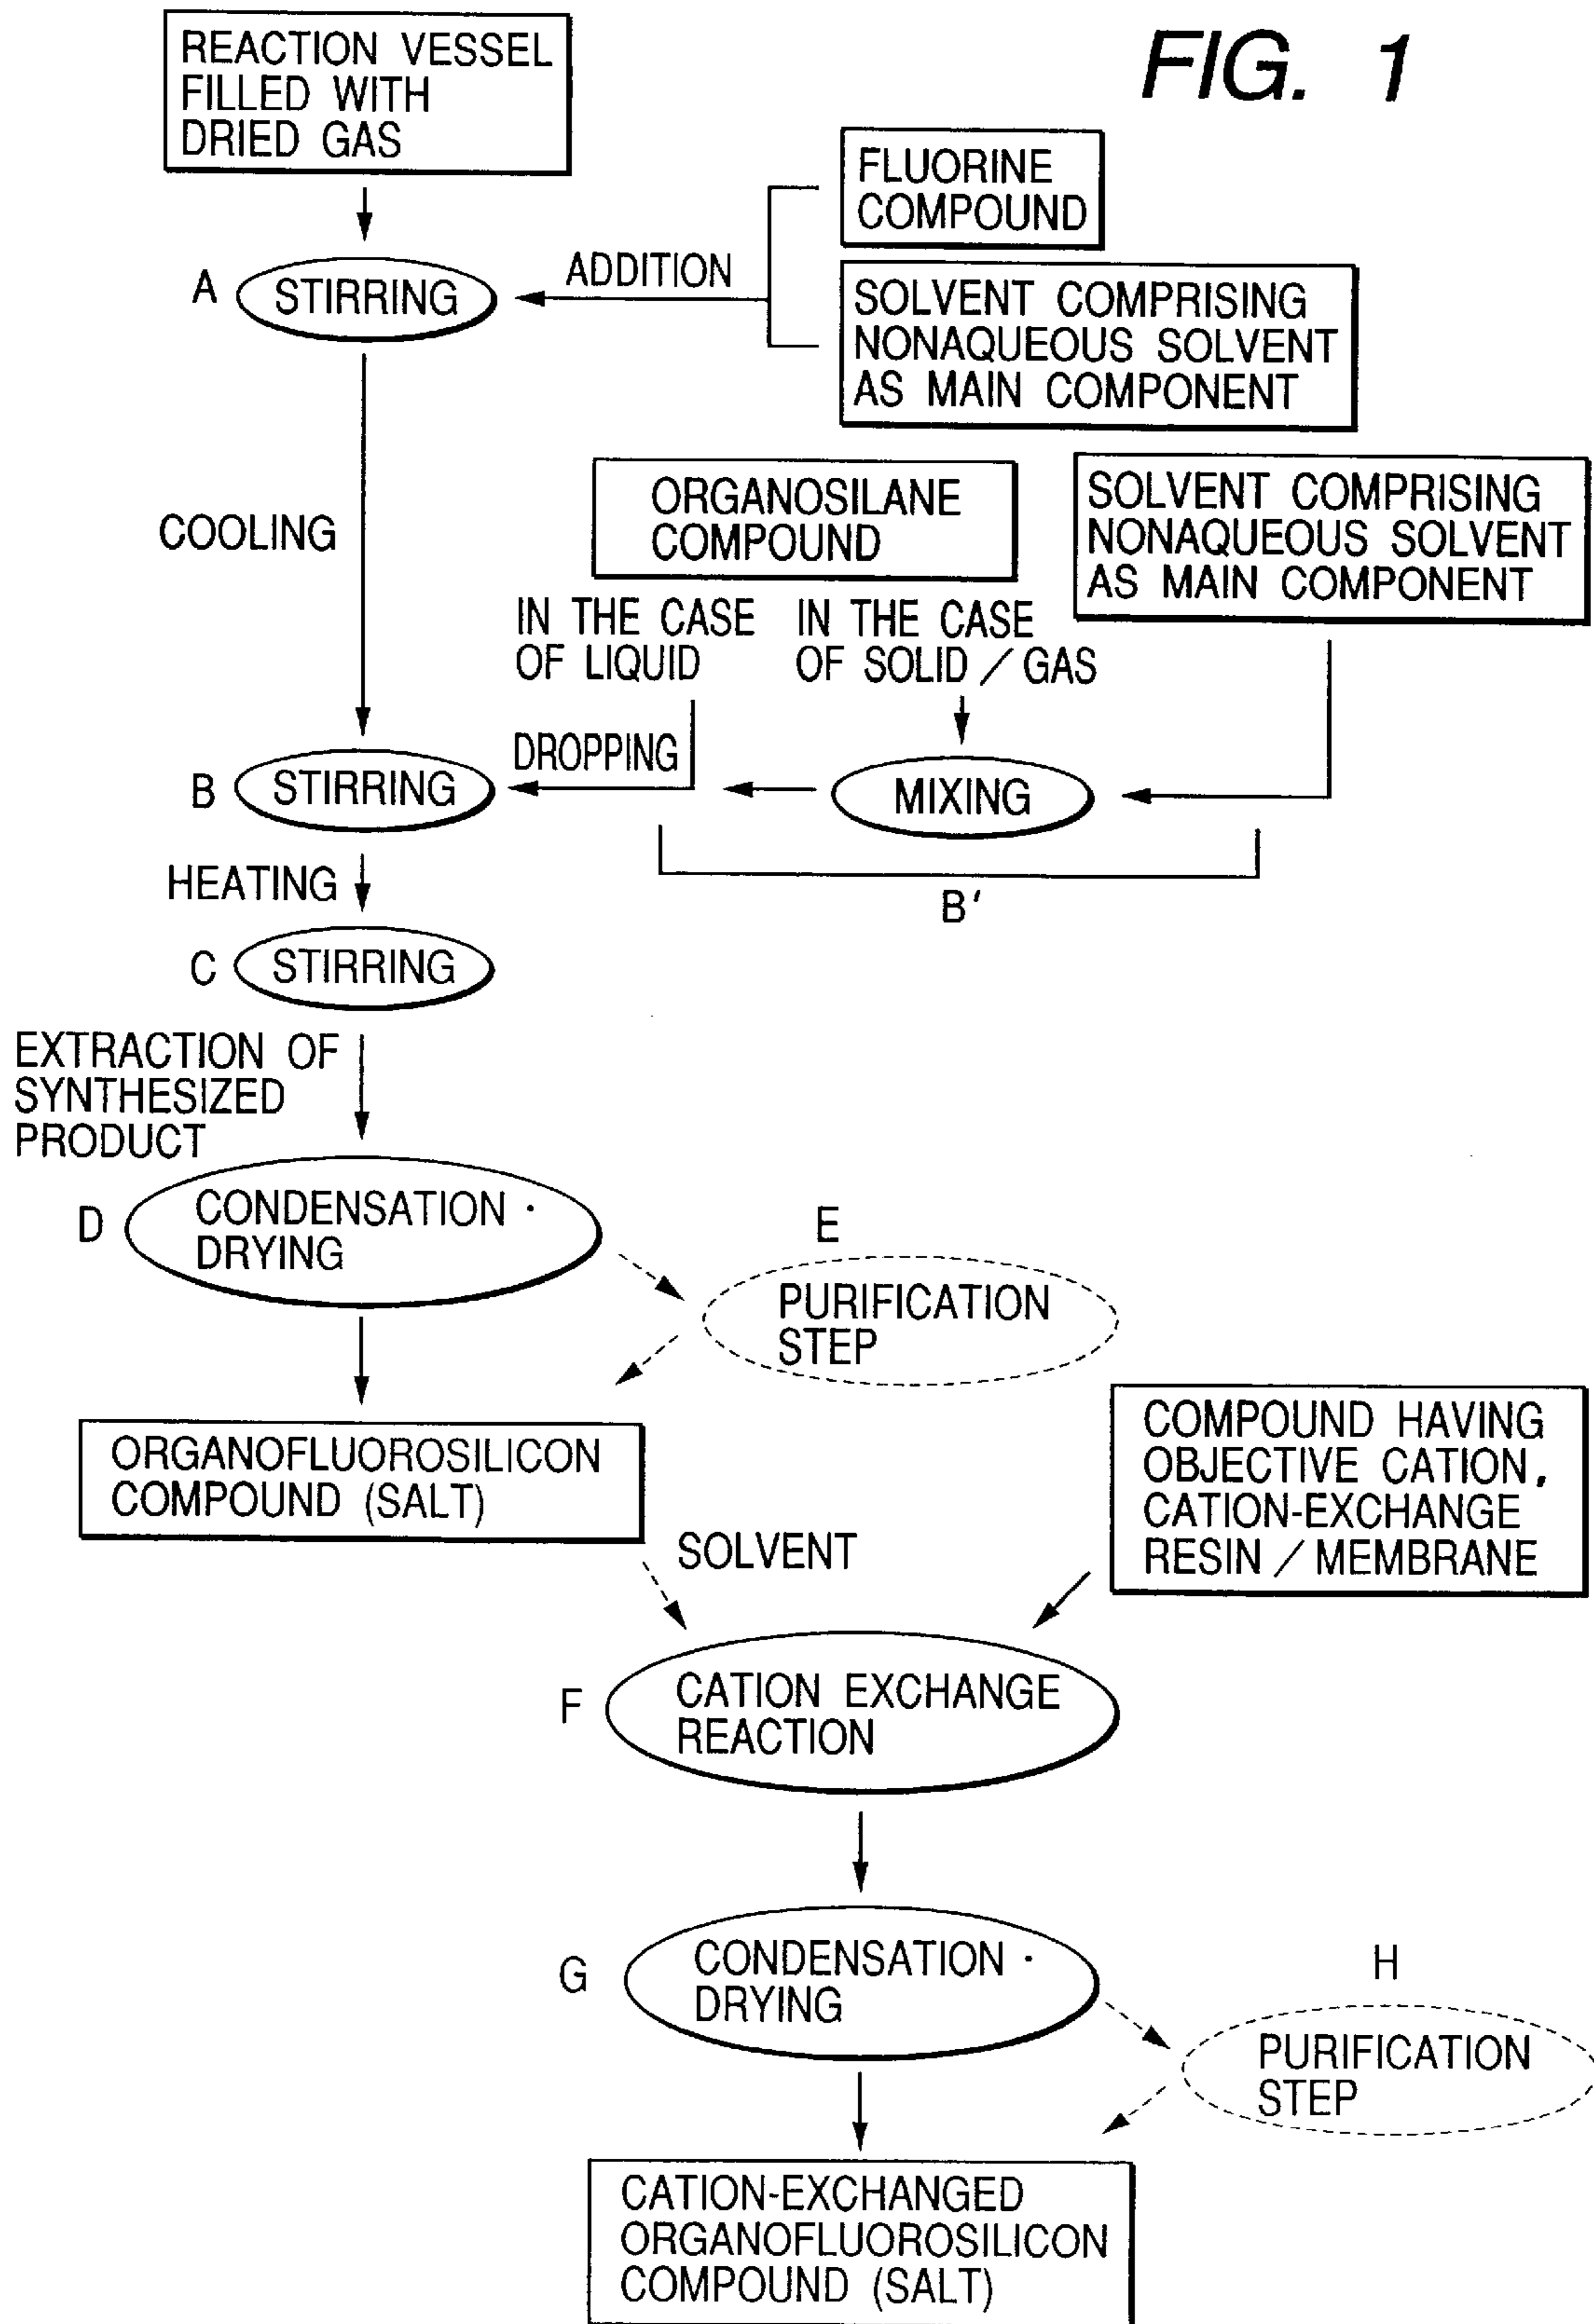 FIG. 1
REACTION VESSEL
FILLED WITH
DRIED GAS
FLUORINE
COMPOUND
A
STIRRING
ADDITION
SOLVENT COMPRISING
NONAQUEOUS SOLVENT
AS MAIN COMPONENT
COOLING
ORGANOSILANE
COMPOUND
SOLVENT COMPRISING
NONAQUEOUS SOLVENT
AS MAIN COMPONENT
IN THE CASE
OF LIQUID
IN THE CASE
OF SOLID / GAS
B
STIRRING
DROPPING
MIXING
B'
HEATING
C
STIRRING
EXTRACTION OF
SYNTHESIZED
PRODUCT
D
CONDENSATION ·
DRYING
E
PURIFICATION
STEP
ORGANOFLUOROSILICON
COMPOUND (SALT)
COMPOUND HAVING
OBJECTIVE CATION,
CATION-EXCHANGE
RESIN / MEMBRANE
SOLVENT
F
CATION EXCHANGE
REACTION
G
CONDENSATION ·
DRYING
H
PURIFICATION
STEP
CATION-EXCHANGED
ORGANOFLUOROSILICON
COMPOUND (SALT)